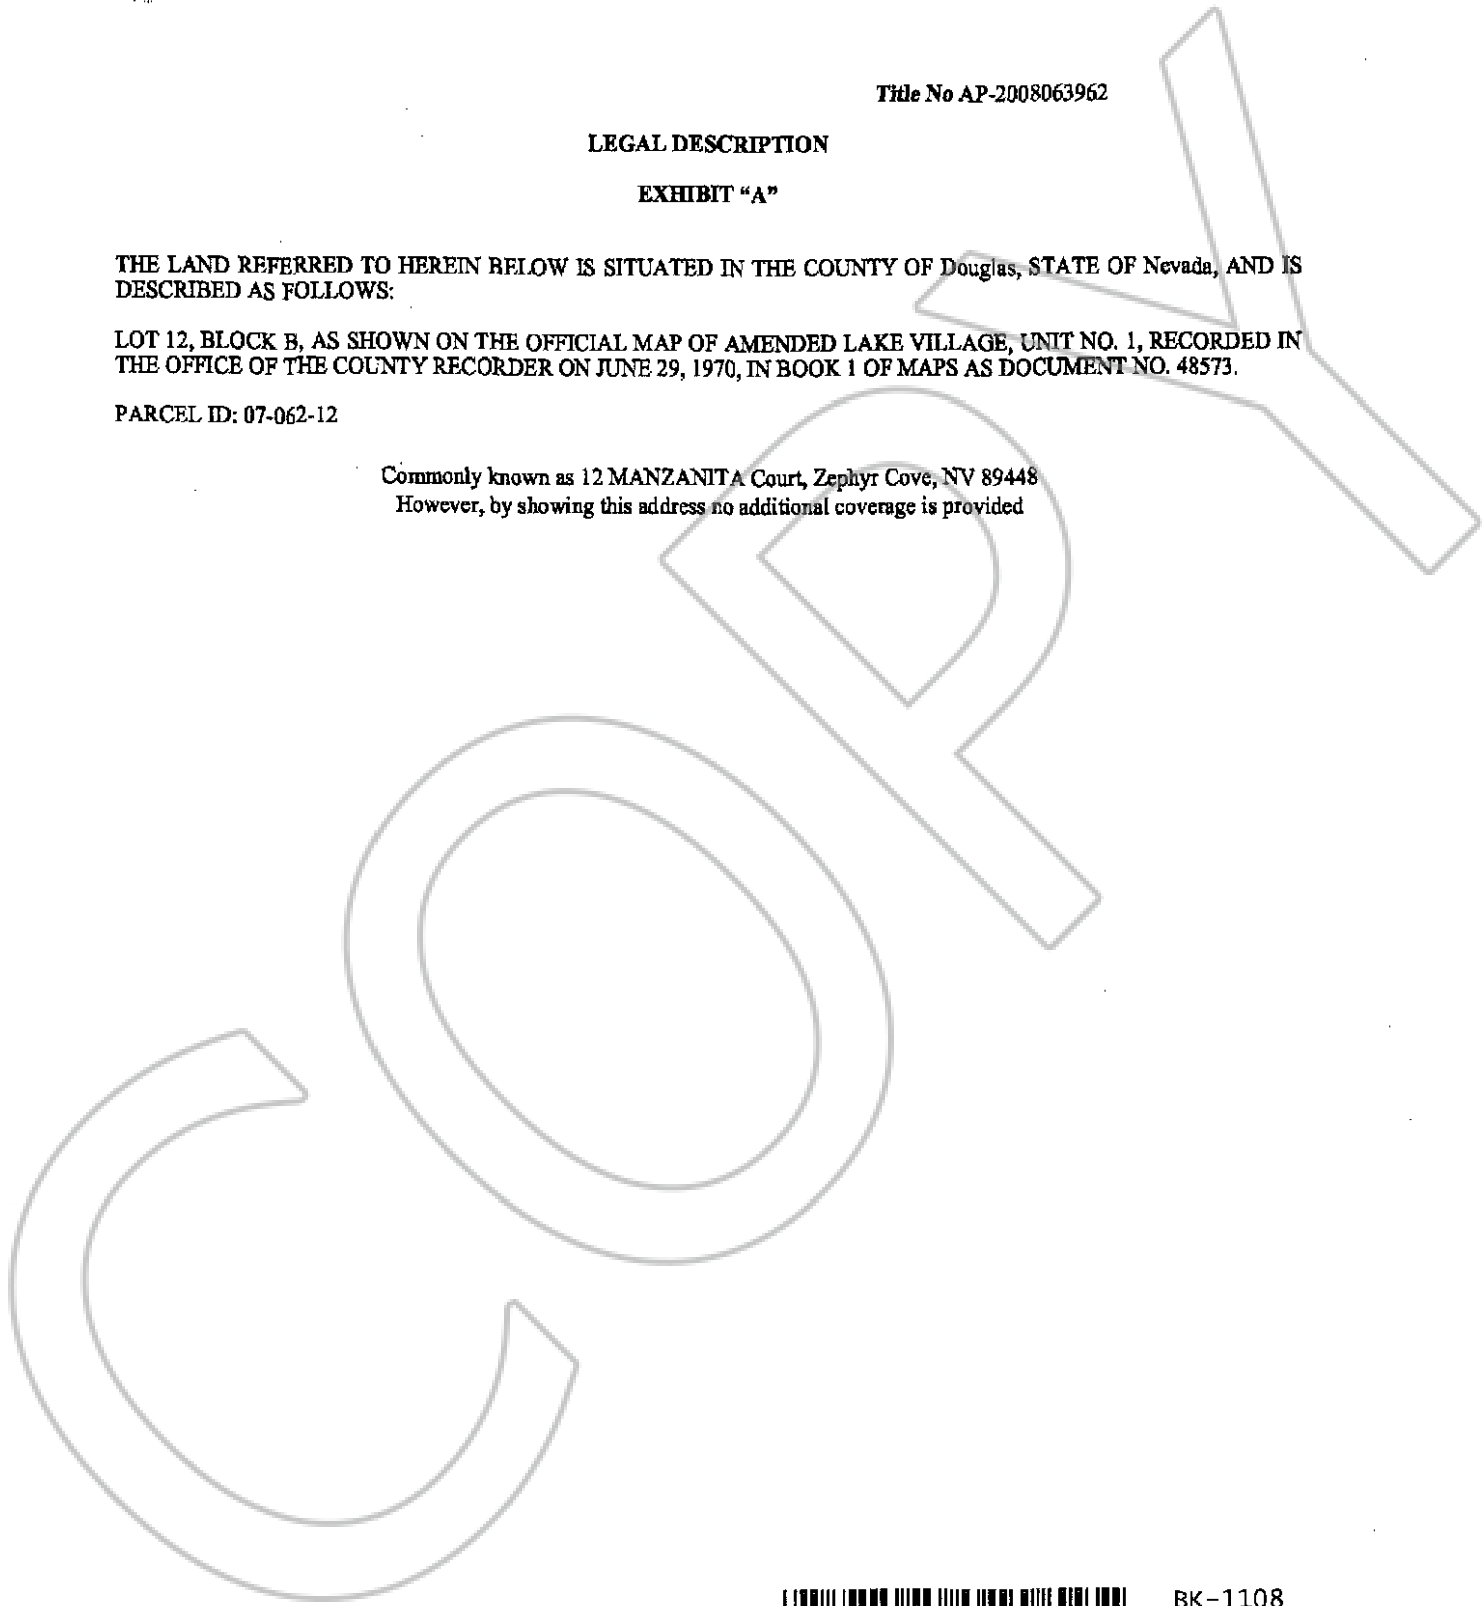 Title No AP-2008063962
LEGAL DESCRIPTION
EXHIBIT “A”
THE LAND REFERRED TO HEREIN BELOW IS SITUATED IN THE COUNTY OF Douglas, STATE OF Nevada, AND IS
DESCRIBED AS FOLLOWS:
LOT 12, BLOCK B, AS SHOWN ON THE OFFICIAL MAP OF AMENDED LAKE VILLAGE, UNIT NO. 1, RECORDED IN
THE OFFICE OF THE COUNTY RECORDER ON JUNE 29, 1970, IN BOOK 1 OF MAPS AS DOCUMENT NO. 48573.
PARCEL ID: 07-062-12
Commonly known as 12 MANZANITA Court, Zephyr Cove, NV 89448
However, by showing this address no additional coverage is provided
COPY
BK-1108